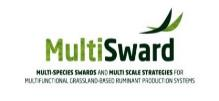 MultiSward
MULTI-SPECIES SWARDS AND MULTI SCALE STRATEGIES FOR
MULTIFUNCTIONAL GRASSLAND-BASED RUMINANT PRODUCTION SYSTEMS